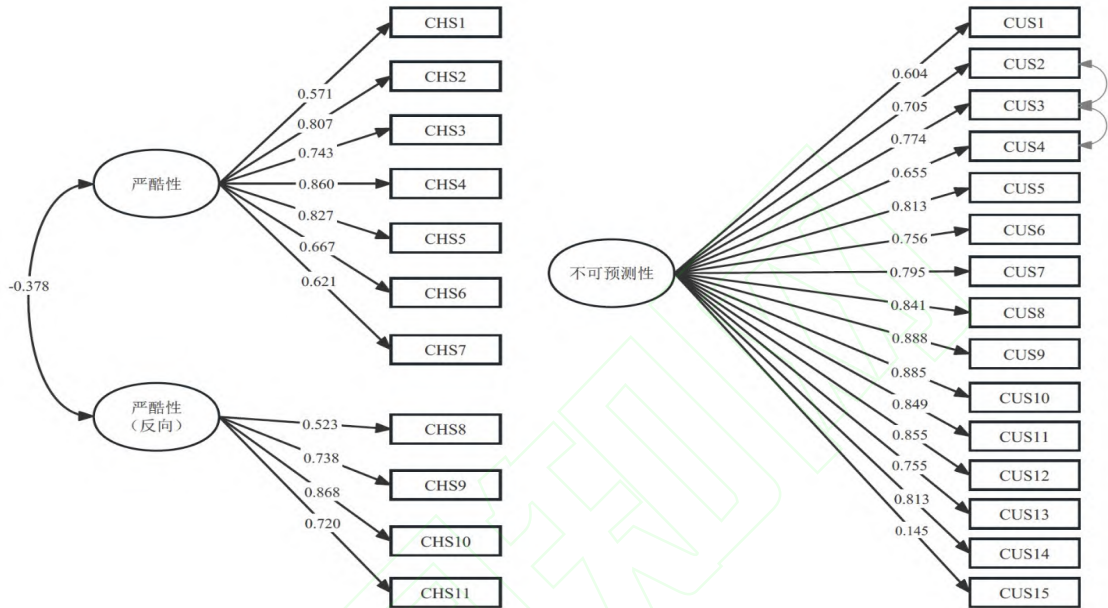 CHS1
CHS2
CHS3
CHS4
CHS5
CHS6
CHS7
CHS8
CHS9
CHS10
CHS11
0.571
0.807
0.743
0.860
0.827
0.667
0.621
0.523
0.738
0.868
0.720
严酷性
-0.378
严酷性
（反向）
不可预测性
0.604
0.705
0.774
0.655
0.813
0.756
0.795
0.841
0.888
0.885
0.849
0.855
0.755
0.813
0.145
CUS1
CUS2
CUS3
CUS4
CUS5
CUS6
CUS7
CUS8
CUS9
CUS10
CUS11
CUS12
CUS13
CUS14
CUS15